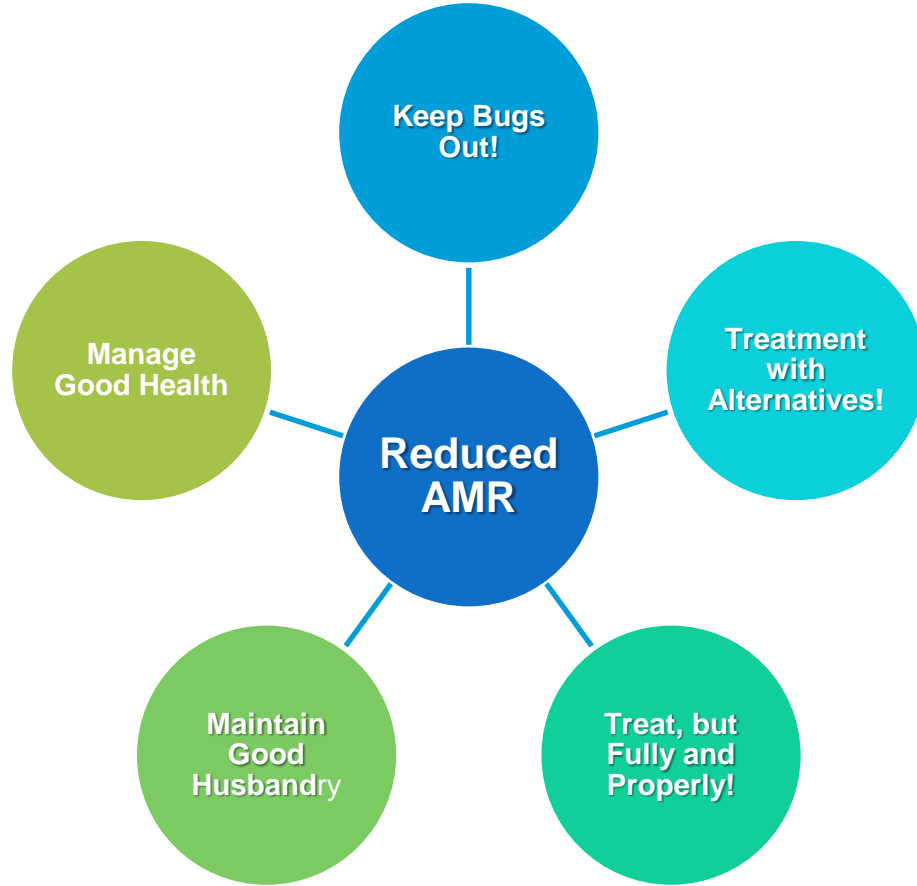 Keep Bugs
Out!
Treatment
with
Alternatives!
Treat, but
Fully and
Properly!
Maintain
Good
Husbandry
Manage
Good Health
Reduced
AMR